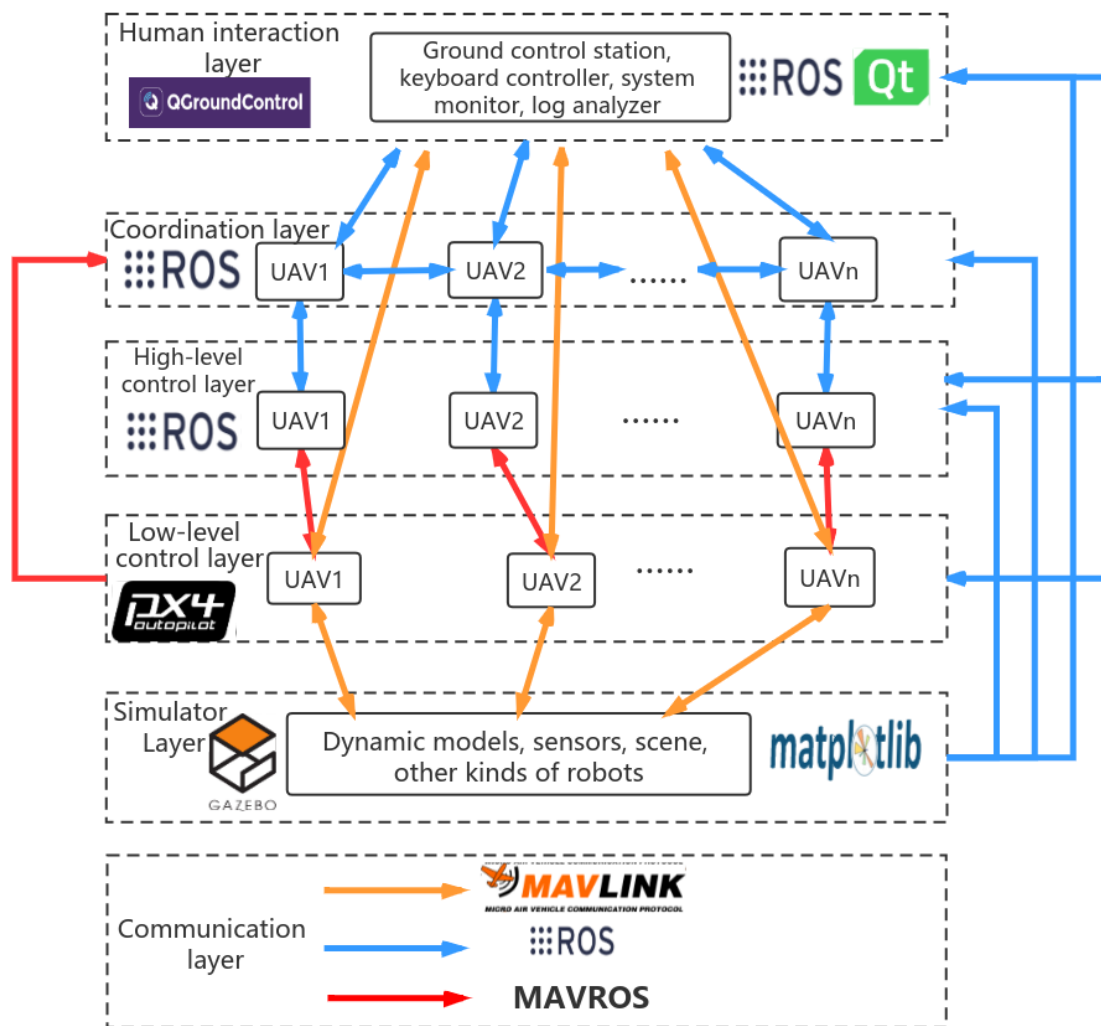 Human interaction
layer
QGroundControl
Ground control station,
keyboard controller, system
monitor, log analyzer
ROS
Qt
Coordination layer
ROS
UAV1
UAV2
......
UAVn
High-level
control layer
ROS
UAV1
UAV2
......
UAVn
Low-level
control layer
px4
autopilot
UAV1
UAV2
......
UAVn
Simulator
Layer
GAZEBO
Dynamic models, sensors, scene,
other kinds of robots
matplotlib
Communication
layer
MAVLINK
MICRO AIR VEHICLE COMMUNICATION PROTOCOL
ROS
MAVROS